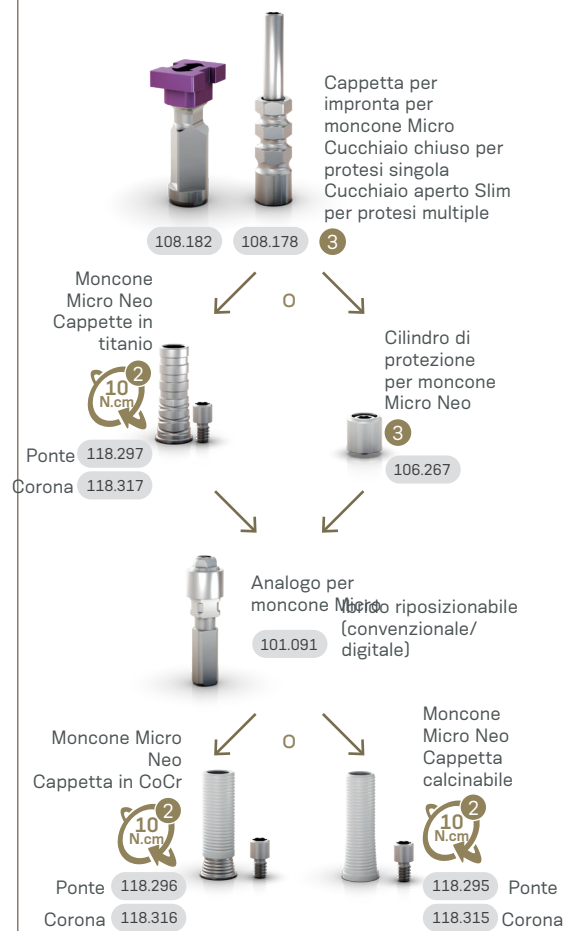 Cappetta per
impronta per
moncone Micro
Cucchiaio chiuso per
protesi singola
Cucchiaio aperto Slim
per protesi multiple
108.182 108.178 3
O
Moncone
Micro Neo
Cappette in
titanio
2
10
N.cm
Ponte 118.297
Corona 118.317
Cilindro di
protezione
per moncone
Micro Neo
3
106.267
Analogo per
moncone Micro
101.091
Ibrido riposizionabile
(convenzionale/
digitale)
O
Moncone Micro
Neo
Cappetta in CoCr
2
10
N.cm
Ponte 118.296
Corona 118.316
Moncone
Micro Neo
Cappetta
calcinabile
2
10
N.cm
118.295 Ponte
118.315 Corona